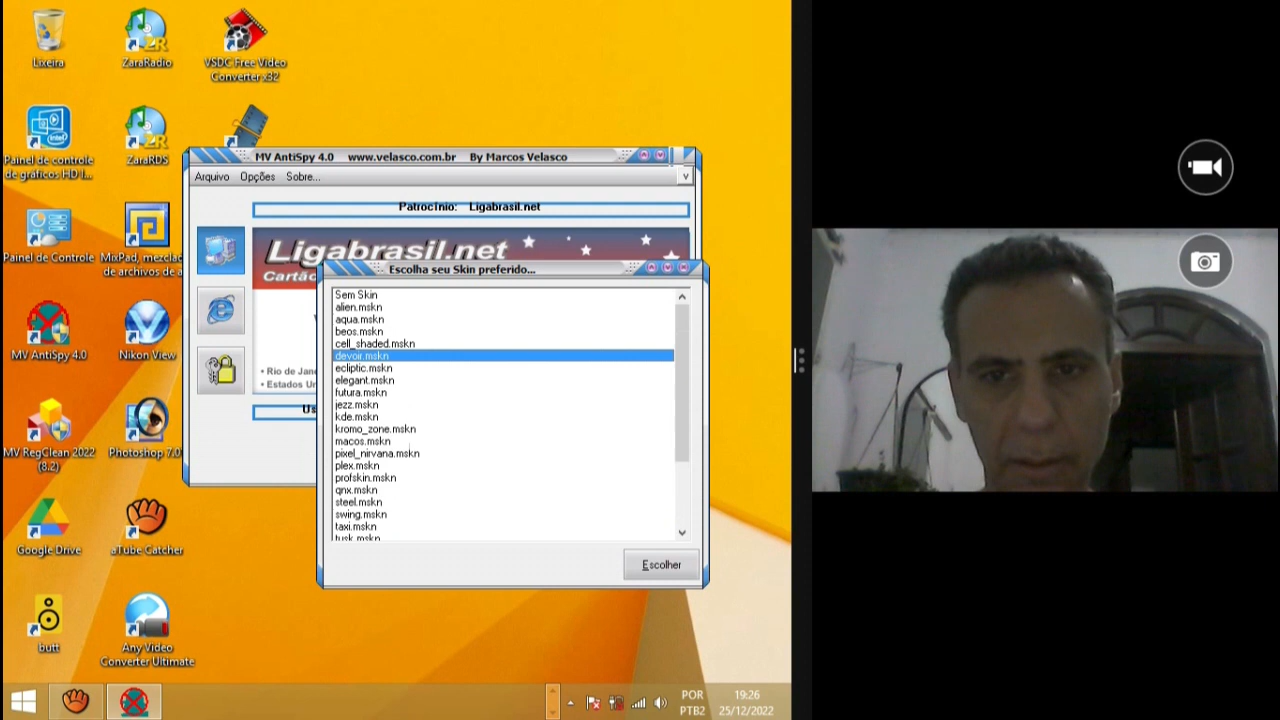 Lixeira
ZaraRadio
VSDC Free Video
Converter x32
Painel de controle
de gráficos HD I...
ZaraRDS
Painel de Controle
MixPad, mezclad
de archivos de a
MV AntiSpy 4.0
Nikon View
MV RegClean 2022
(8.2)
Photoshop 7.0
Google Drive
aTube Catcher
butt
Any Video
Converter Ultimate
MV AntiSpy 4.0 www.velasco.com.br By Marcos Velasco
Arquivo Opções Sobre...
Patrocínio: Ligabrasil.net
Ligabrasil.net
Cartão
• Rio de Jane
• Estados Un
Us
Escolha seu Skin preferido...
Sem Skin
alien.mskn
aqua.mskn
beos.mskn
cell_shaded.mskn
devoir.mskn
ecliptic.mskn
elegant.mskn
futura.mskn
jezz.mskn
kde.mskn
kromo_zone.mskn
macos.mskn
pixel_nirvana.mskn
plex.mskn
profskin.mskn
qnx.mskn
steel.mskn
swing.mskn
taxi.mskn
tusk.mskn
Escolher
POR
PTB2
19:26
25/12/2022